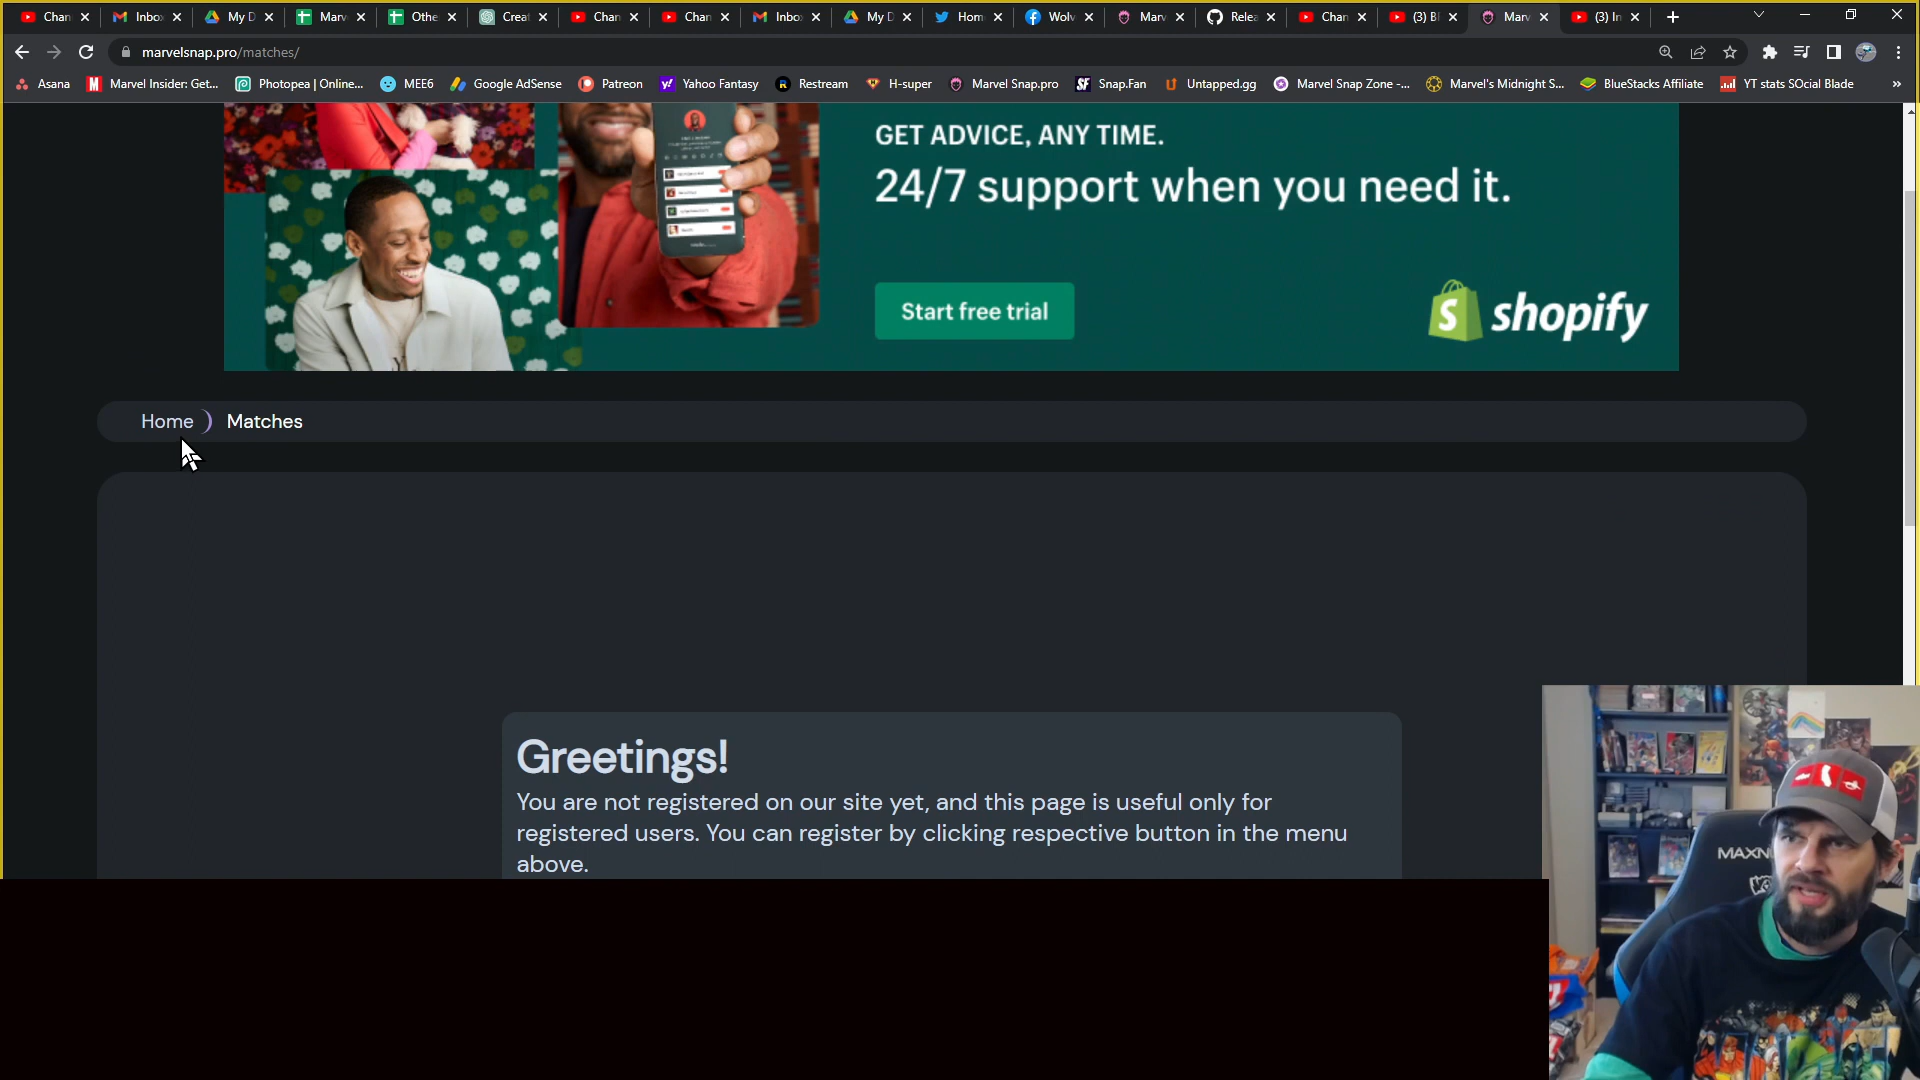 Chan Inbo My D Marv Othe Creat Chan Chan Inbo My D Hom Wolv Marv Relea Chan (3) Bl Marv (3) In
marvelsnap.pro/matches/
Asana Marvel Insider: Get... Photopea | Online... MEE6 Google AdSense Patreon Yahoo Fantasy Restream H-super Marvel Snap.pro Snap.Fan Untapped.gg Marvel Snap Zone -... Marvel's Midnight S... BlueStacks Affiliate YT stats SOcial Blade »
GET ADVICE, ANY TIME.
24/7 support when you need it.
Start free trial
shopify
Home Matches
Greetings!
You are not registered on our site yet, and this page is useful only for
registered users. You can register by clicking respective button in the menu
above.
MAXN